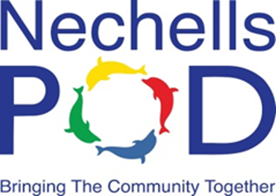 Nechells
POD
Bringing The Community Together